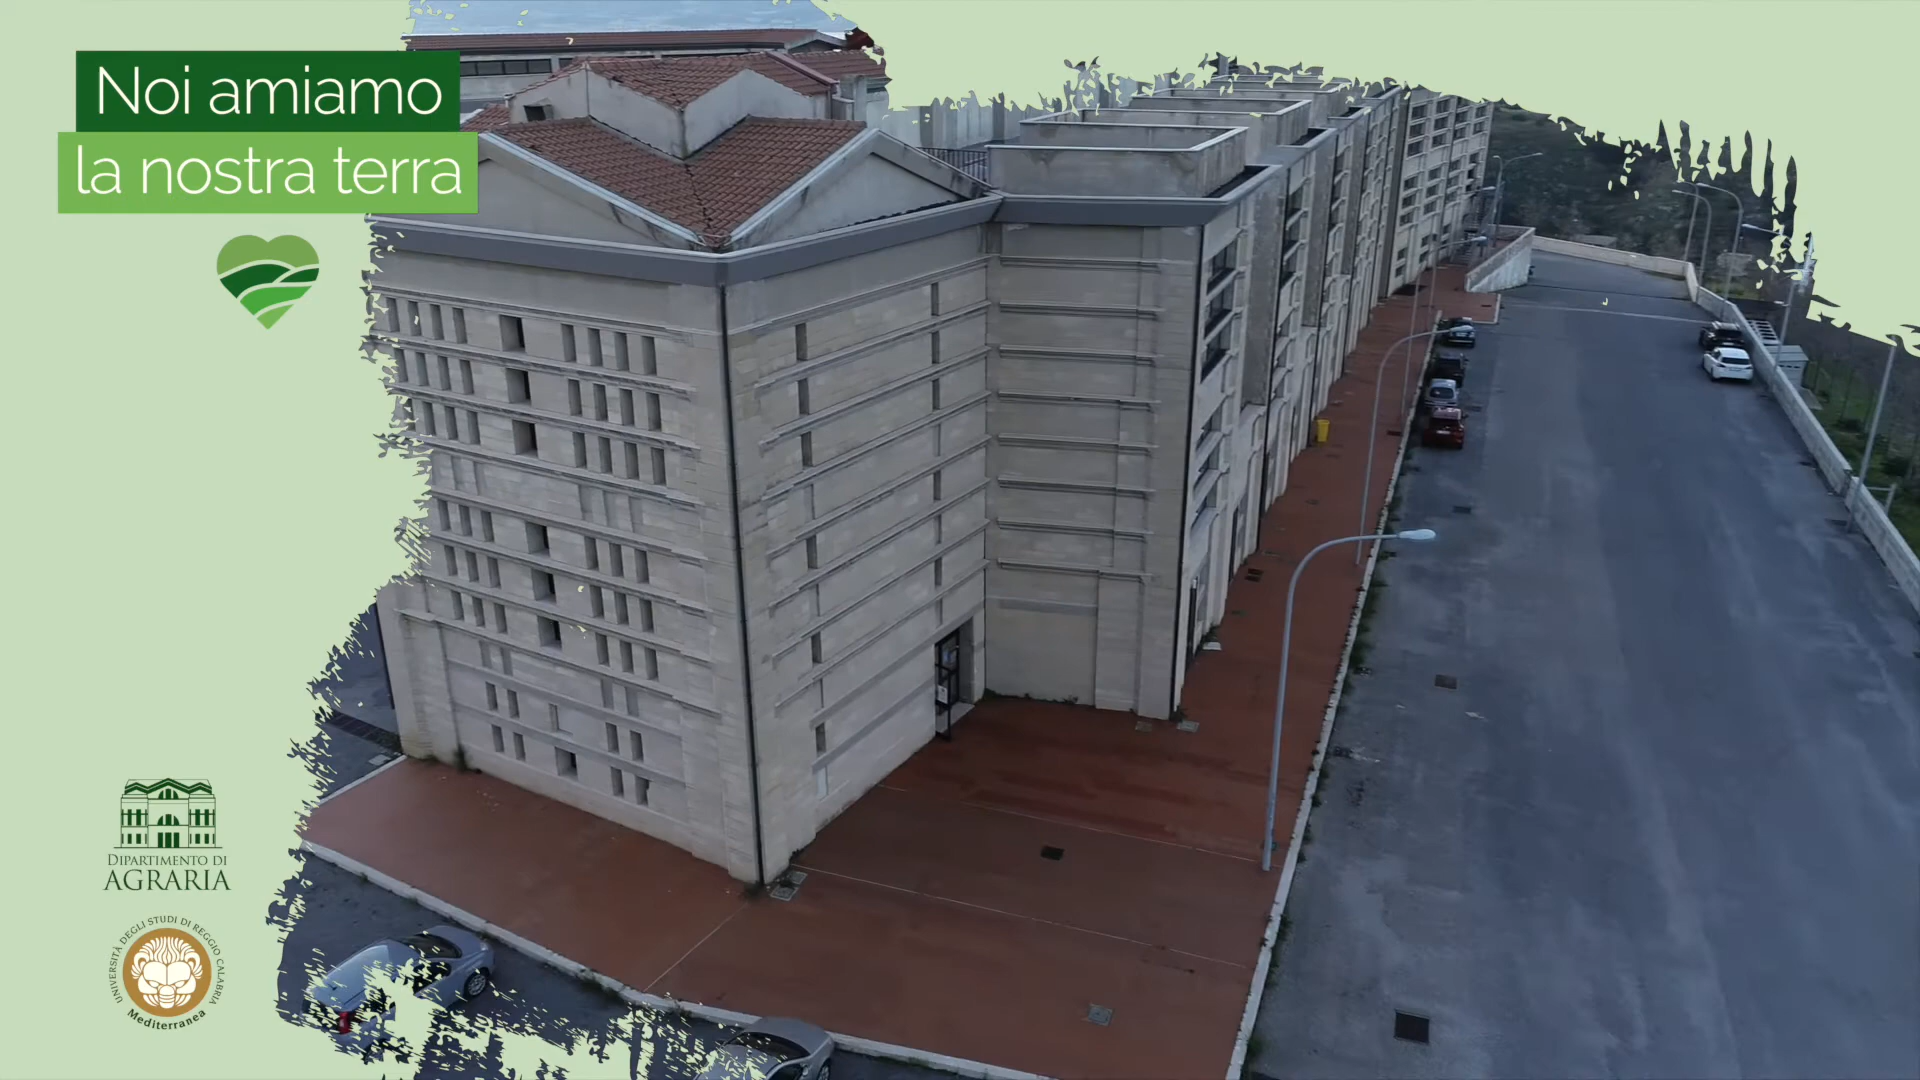 Noi amiamo
la nostra terra
DIPARTIMENTO DI
AGRARIA
UNIVERSITÀ DEGLI STUDI DI REGGIO CALABRIA
Mediterranea